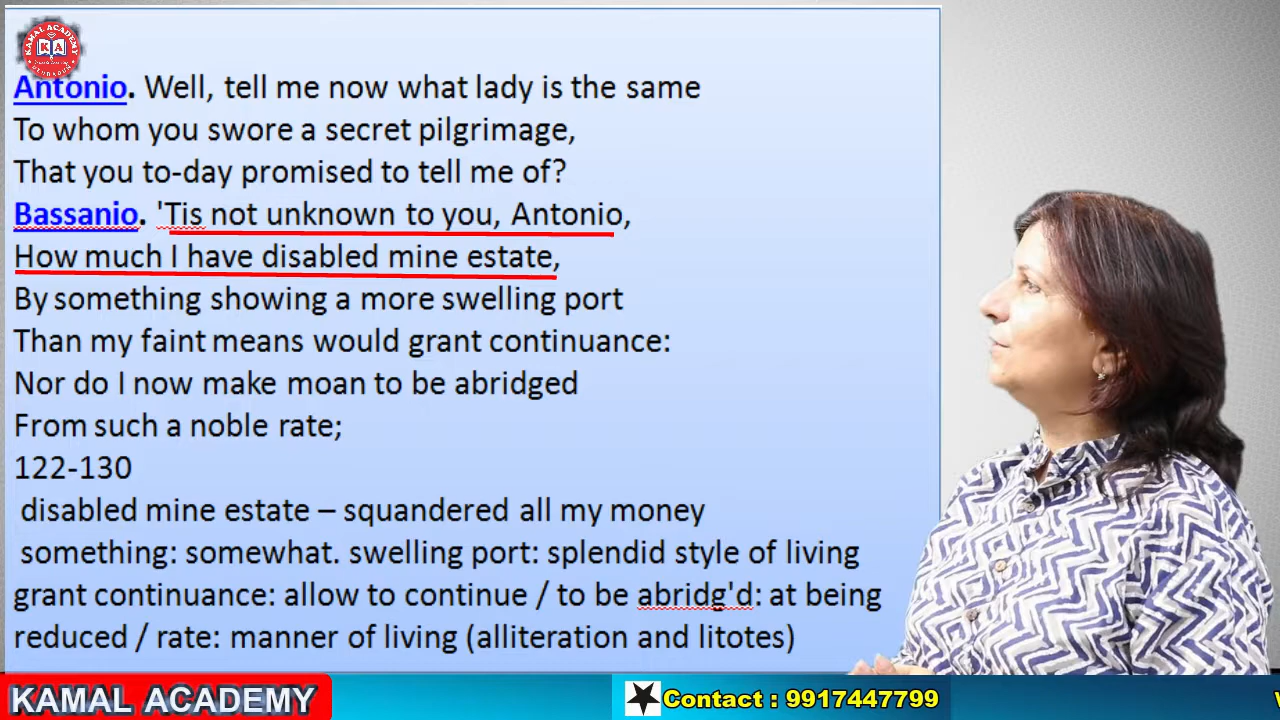 KAMAL ACADEMY
KA
Antonio. Well, tell me now what lady is the same
To whom you swore a secret pilgrimage,
That you to-day promised to tell me of?
Bassanio. 'Tis not unknown to you, Antonio,
How much I have disabled mine estate,
By something showing a more swelling port
Than my faint means would grant continuance:
Nor do I now make moan to be abridged
From such a noble rate;
122-130
disabled mine estate – squandered all my money
something: somewhat. swelling port: splendid style of living
grant continuance: allow to continue / to be abridg'd: at being
reduced / rate: manner of living (alliteration and litotes)
KAMAL ACADEMY
Contact : 9917447799